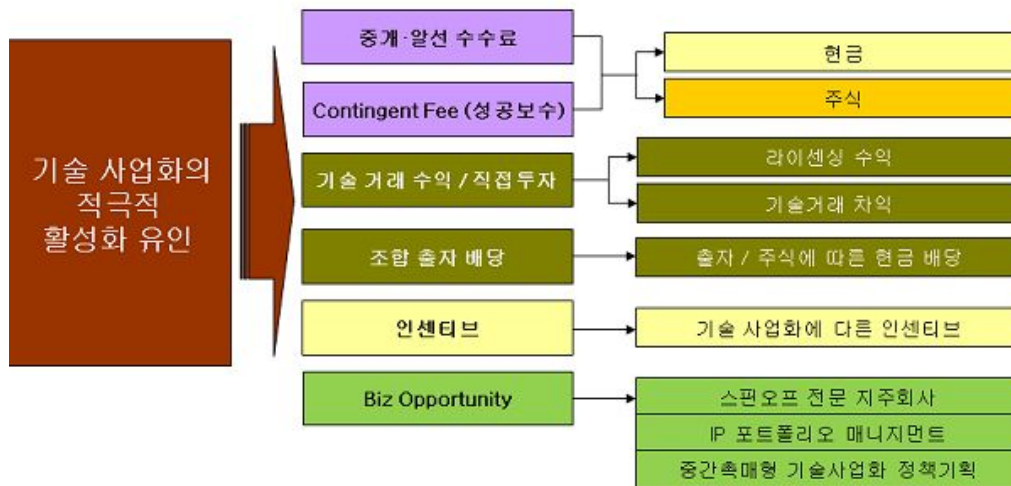 기술 사업화의
적극적
활성화 유인
중개·알선 수수료
Contingent Fee (성공보수)
현금
주식
기술 거래 수익 / 직접투자
라이센싱 수익
기술거래 차익
조합 출자 배당
출자 / 주식에 따른 현금 배당
인센티브
기술 사업화에 다른 인센티브
Biz Opportunity
스핀오프 전문 지주회사
IP 포트폴리오 매니지먼트
중간촉매형 기술사업화 정책기획